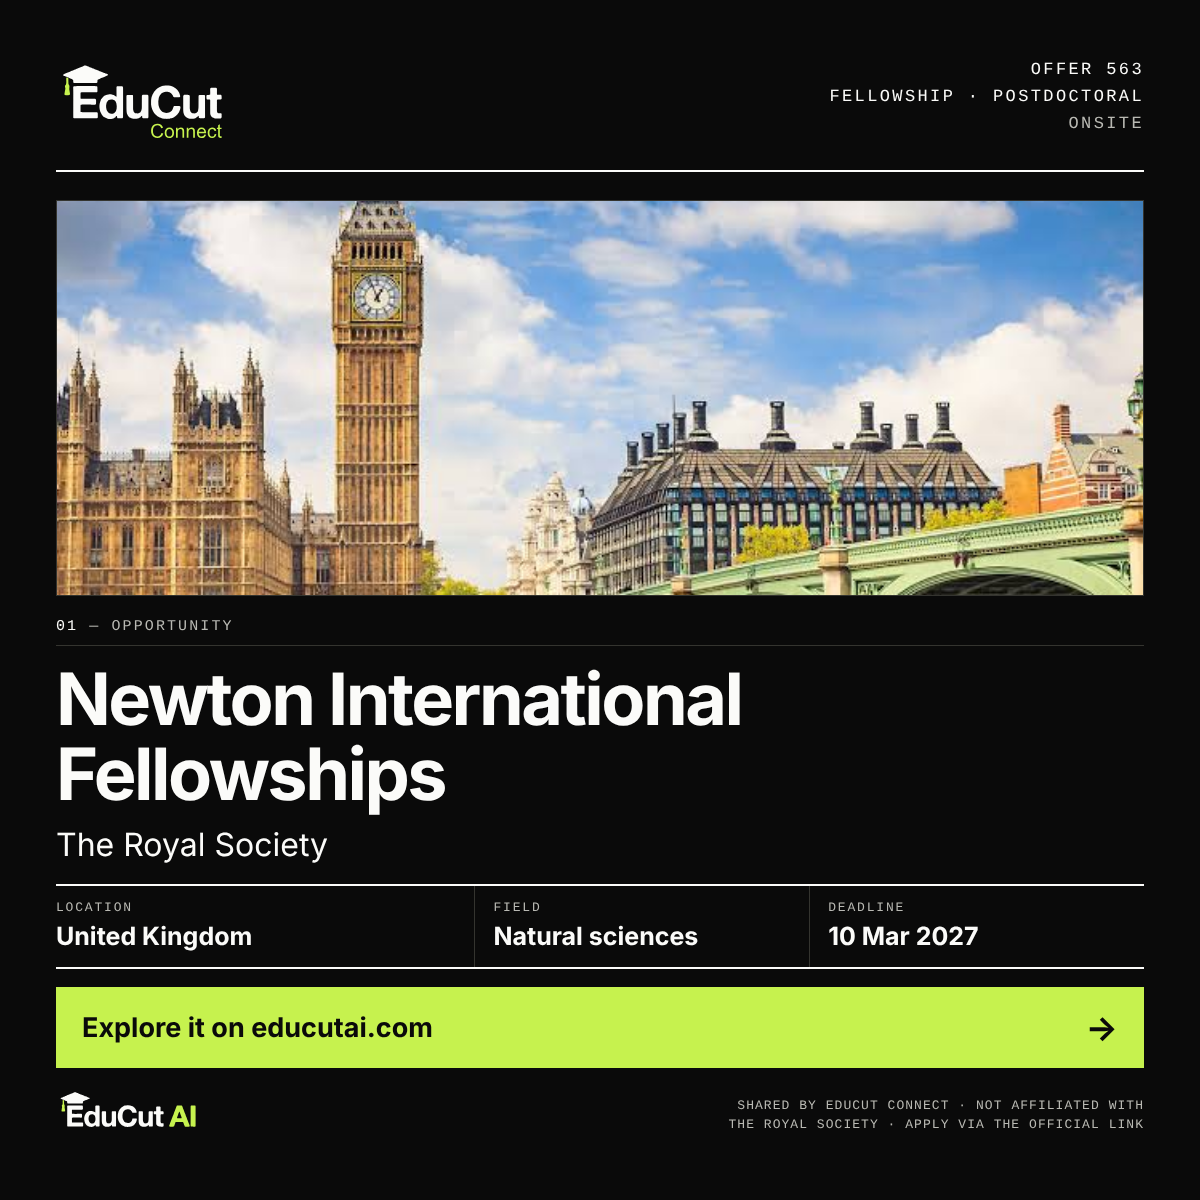 EduCut
Connect
OFFER 563
FELLOWSHIP · POSTDOCTORAL
ONSITE
01 — OPPORTUNITY
Newton International
Fellowships
The Royal Society
LOCATION
United Kingdom
FIELD
Natural sciences
DEADLINE
10 Mar 2027
Explore it on educutai.com →
EduCut AI
SHARED BY EDUCUT CONNECT · NOT AFFILIATED WITH
THE ROYAL SOCIETY · APPLY VIA THE OFFICIAL LINK